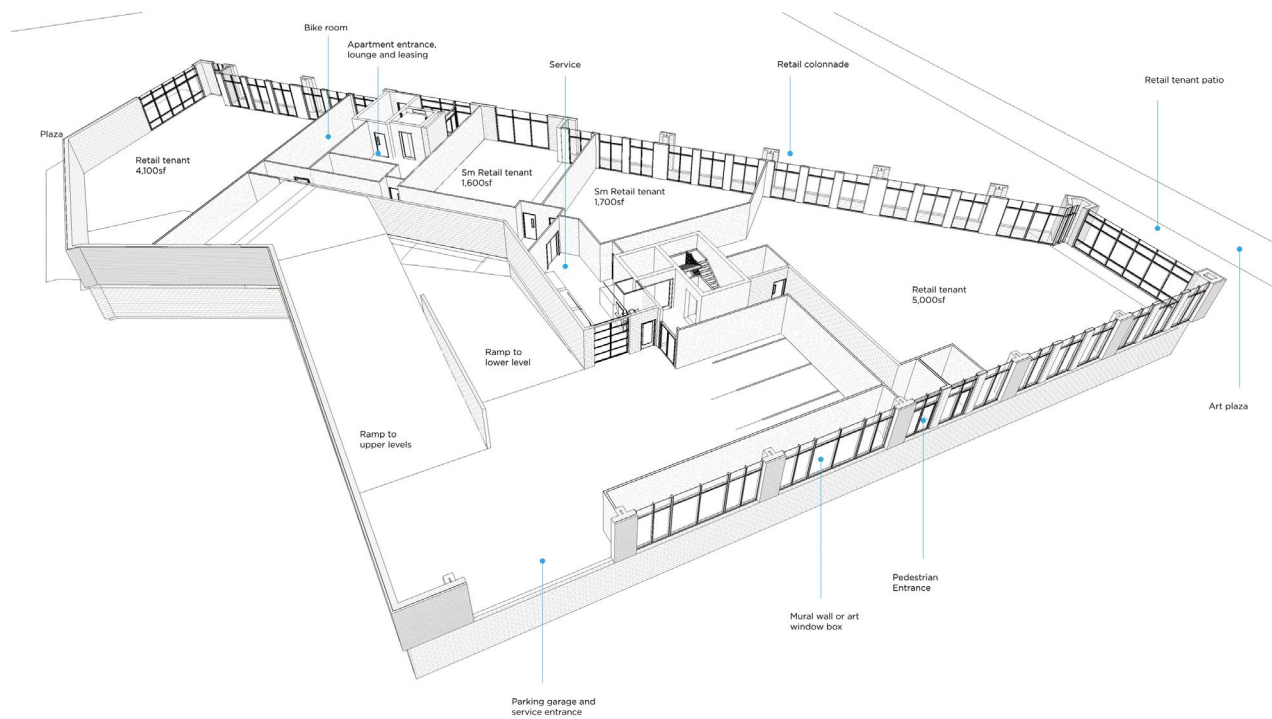 Bike room
Apartment entrance,
lounge and leasing
Service
Retail colonnade
Retail tenant patio
Plaza
Retail tenant
4,100sf
Sm Retail tenant
1,600sf
Sm Retail tenant
1,700sf
Retail tenant
5,000sf
Ramp to
lower level
Art plaza
Ramp to
upper levels
Pedestrian
Entrance
Mural wall or art
window box
Parking garage and
service entrance